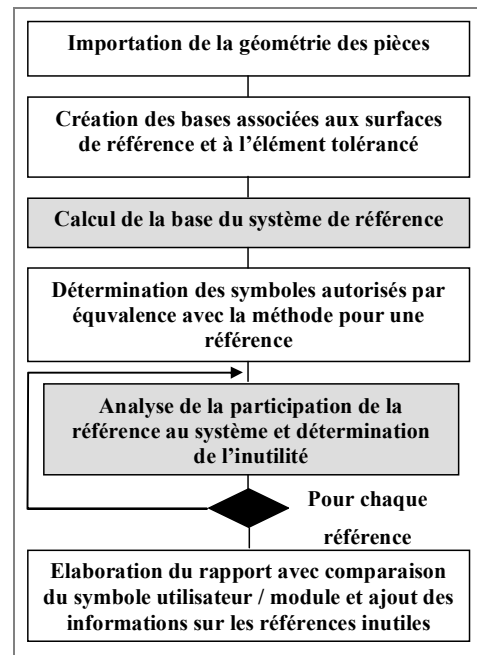 Importation de la géométrie des pièces
Création des bases associées aux surfaces
de référence et à l'élément tolérancé
Calcul de la base du système de référence
Détermination des symboles autorisés par
équvalence avec la méthode pour une
référence
Analyse de la participation de la
référence au système et détermination
de l'inutilité
Pour chaque
référence
Elaboration du rapport avec comparaison
du symbole utilisateur / module et ajout des
informations sur les références inutiles